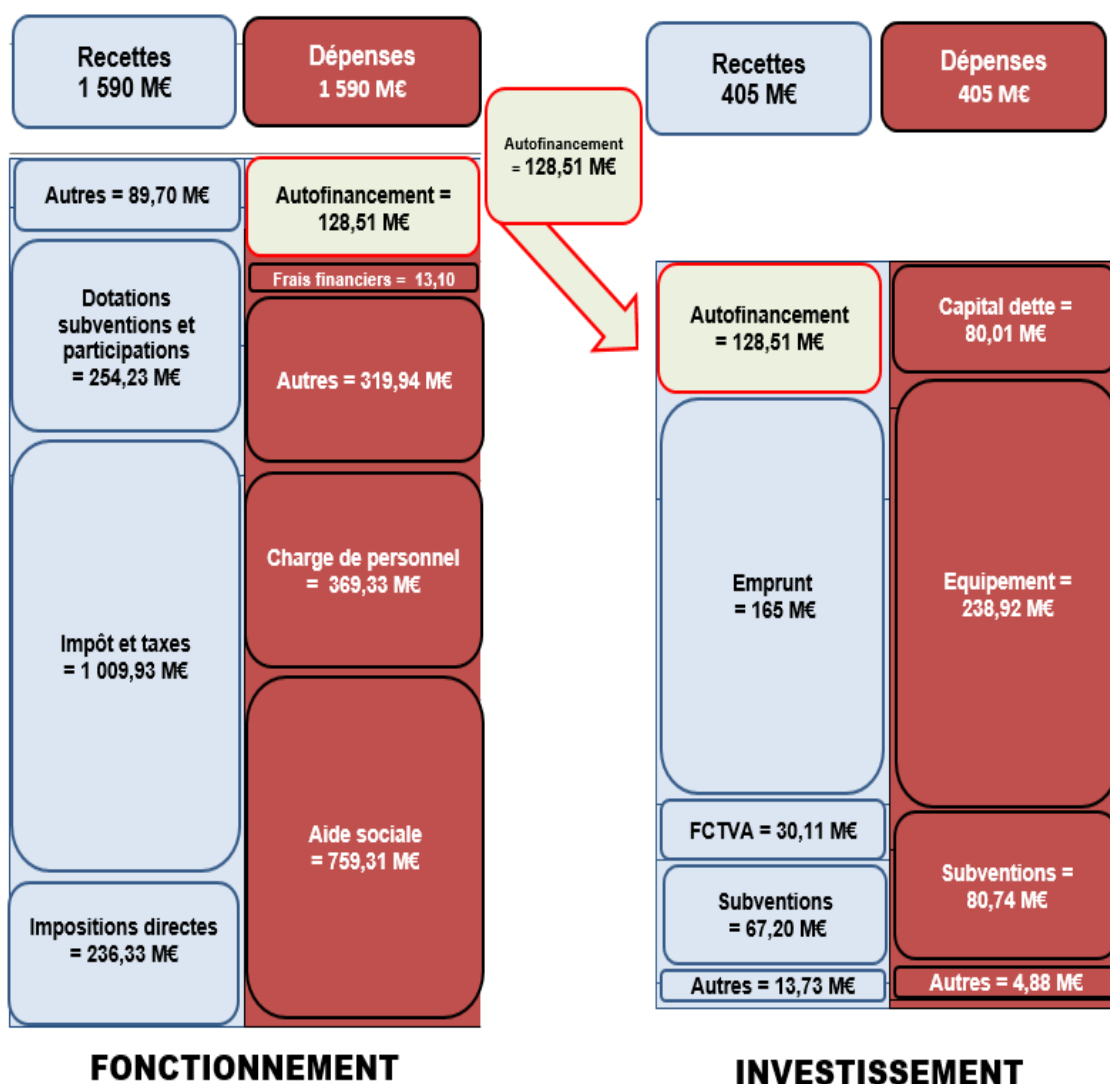 Recettes
1 590 M€
Dépenses
1 590 M€
Autofinancement
= 128,51 M€
Recettes
405 M€
Dépenses
405 M€
Autres = 89,70 M€
Dotations
subventions et
participations
= 254,23 M€
Impôt et taxes
= 1 009,93 M€
Impositions directes
= 236,33 M€
Autofinancement =
128,51 M€
Frais financiers = 13,10
Autres = 319,94 M€
Charge de personnel
= 369,33 M€
Aide sociale
= 759,31 M€
Autofinancement
= 128,51 M€
Emprunt
= 165 M€
FCTVA = 30,11 M€
Subventions
= 67,20 M€
Autres = 13,73 M€
Capital dette =
80,01 M€
Equipement =
238,92 M€
Subventions =
80,74 M€
Autres = 4,88 M€
FONCTIONNEMENT
INVESTISSEMENT